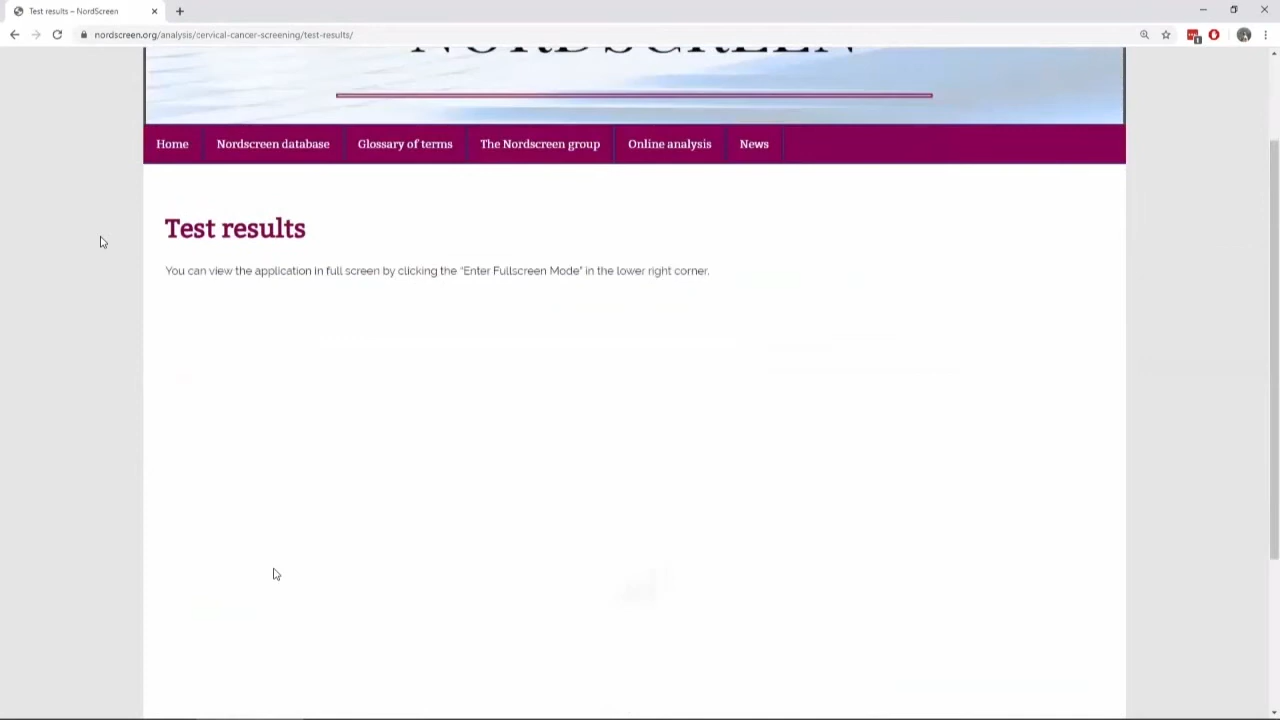 Test results – NordScreen
nordscreen.org/analysis/cervical-cancer-screening/test-results/
NORDSCREEN
Home
Nordscreen database
Glossary of terms
The Nordscreen group
Online analysis
News
Test results
You can view the application in full screen by clicking the “Enter Fullscreen Mode” in the lower right corner.